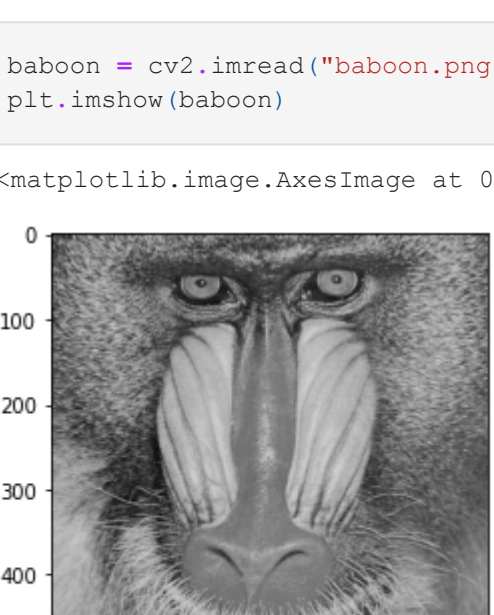 baboon = cv2.imread("baboon.png
plt.imshow(baboon)
<matplotlib.image.AxesImage at 0
0
100
200
300
400